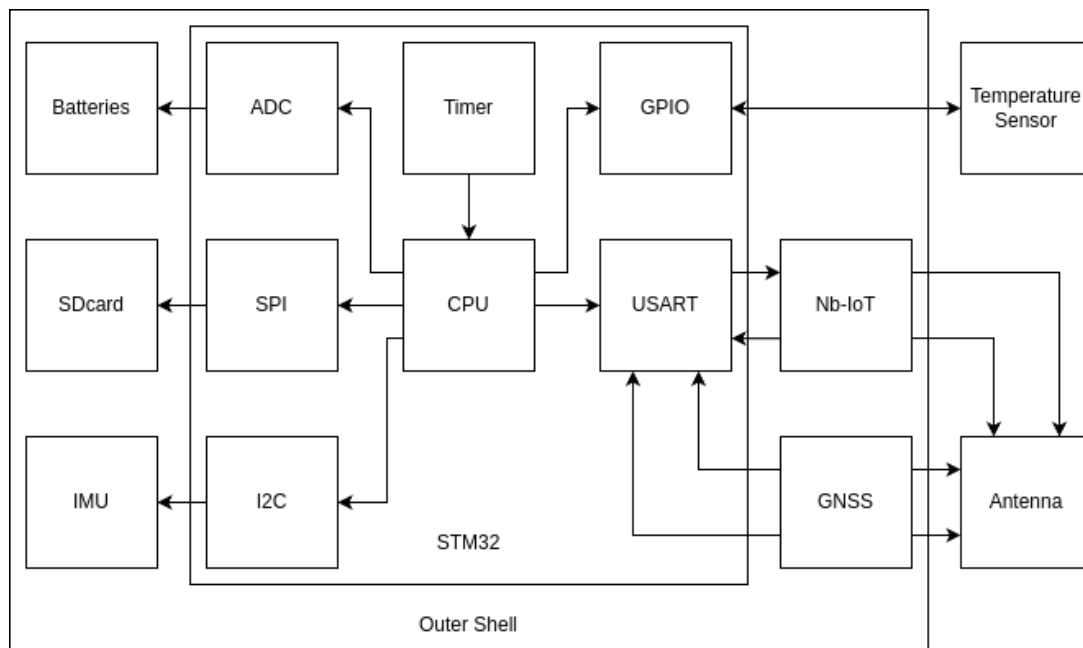 Batteries
ADC
Timer
GPIO
Temperature
Sensor
SDcard
SPI
CPU
USART
Nb-IoT
IMU
I2C
STM32
GNSS
Antenna
Outer Shell